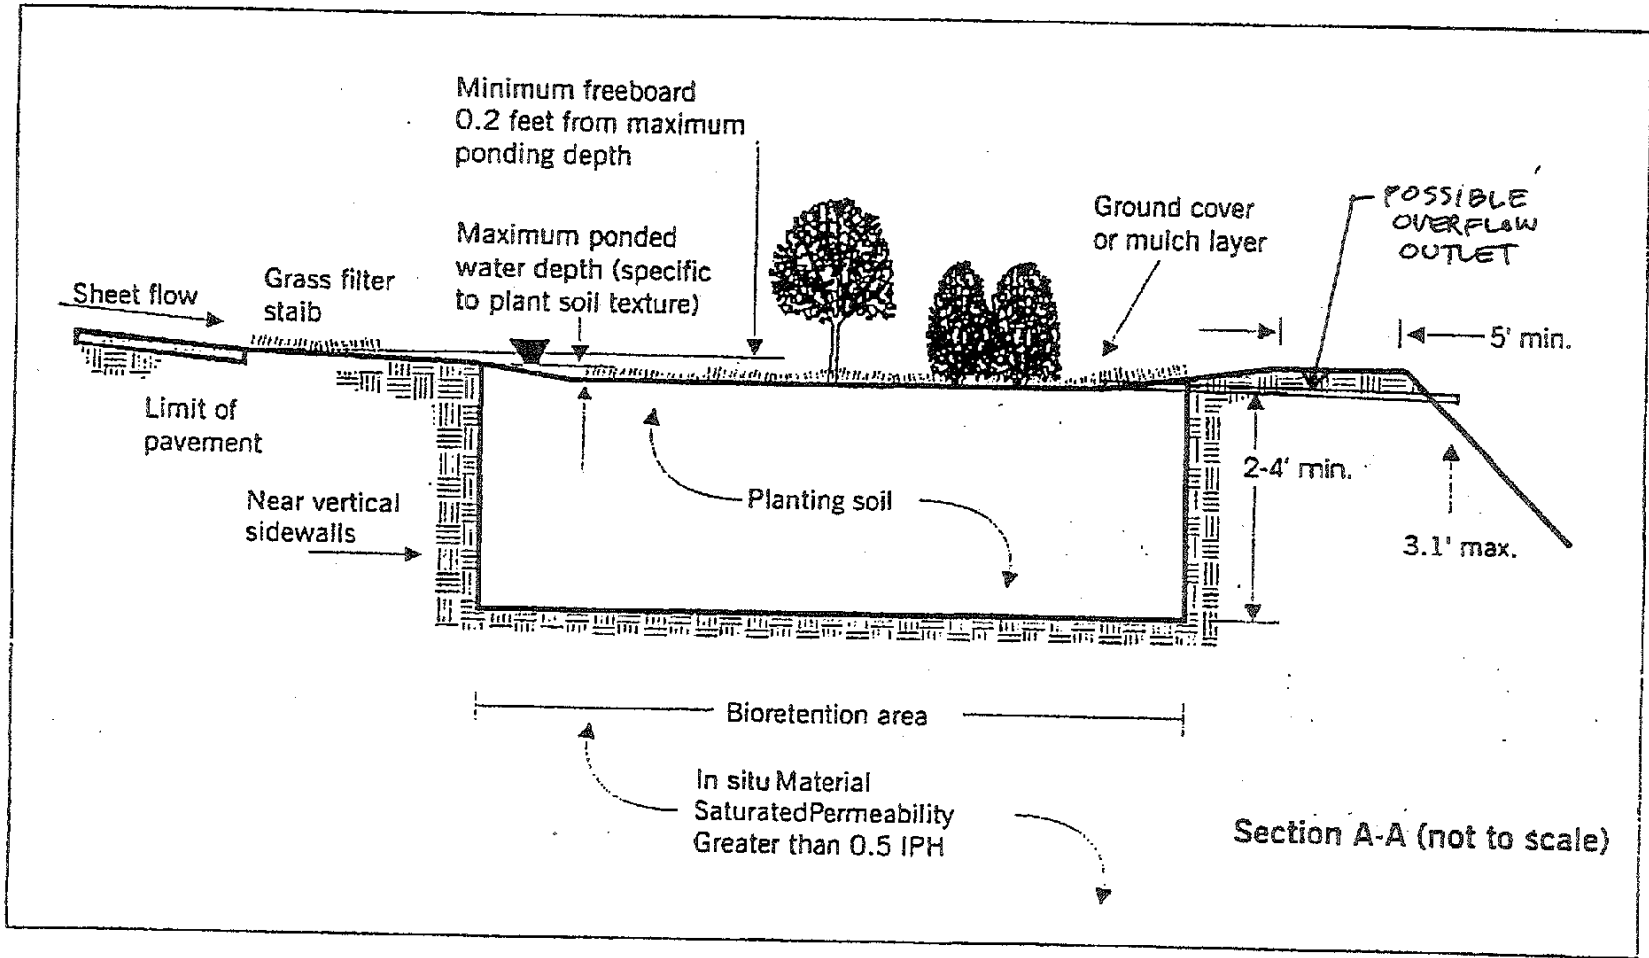 Minimum freeboard
0.2 feet from maximum
ponding depth
Maximum ponded
water depth (specific
to plant soil texture)
Sheet flow
Grass filter
staib
Ground cover
or mulch layer
POSSIBLE
OVERFLOW
OUTLET
5' min.
Limit of
pavement
Near vertical
sidewalls
Planting soil
2-4' min.
3.1' max.
Bioretention area
In situ Material
Saturated Permeability
Greater than 0.5 IPH
Section A-A (not to scale)